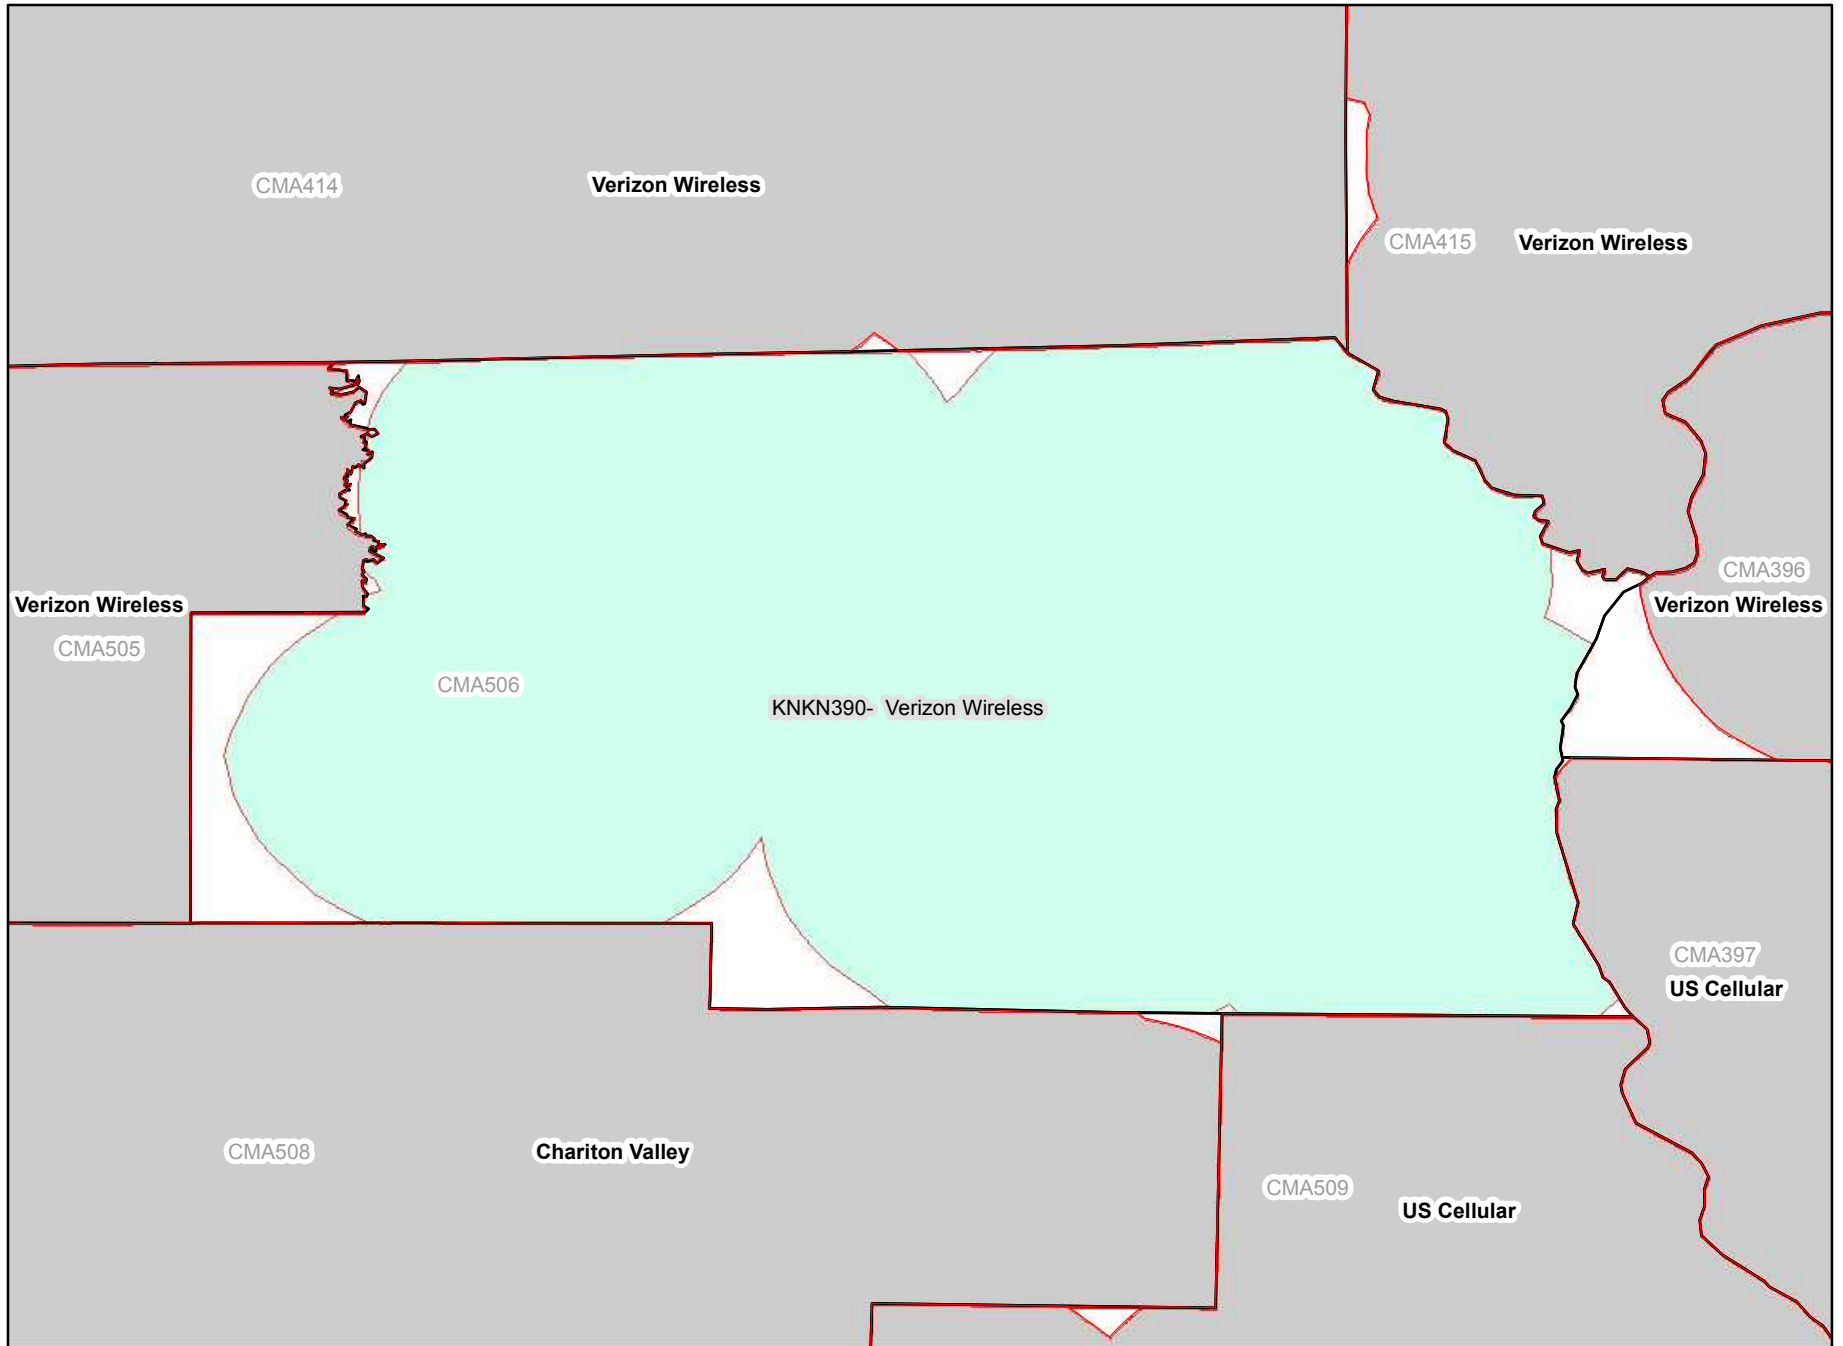 CMA414
Verizon Wireless
CMA415
Verizon Wireless
CMA396
Verizon Wireless
Verizon Wireless
CMA505
CMA506
KNKN390- Verizon Wireless
CMA397
US Cellular
CMA508
Chariton Valley
CMA509
US Cellular